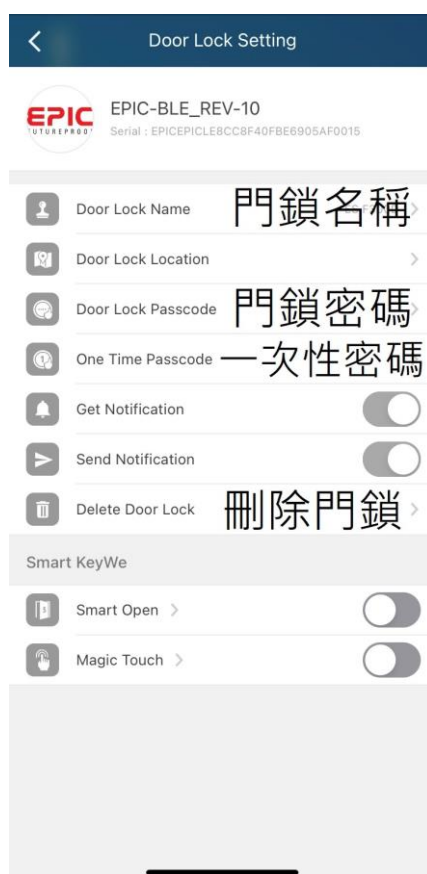 Door Lock Setting
EPIC
EPIC-BLE_REV-10
Serial : EPICEPICLE8CC8F40FBE6905AF0015
Door Lock Name 門鎖名稱
Door Lock Location
Door Lock Passcode 門鎖密碼
One Time Passcode 一次性密碼
Get Notification
Send Notification
Delete Door Lock 刪除門鎖
Smart KeyWe
Smart Open
Magic Touch